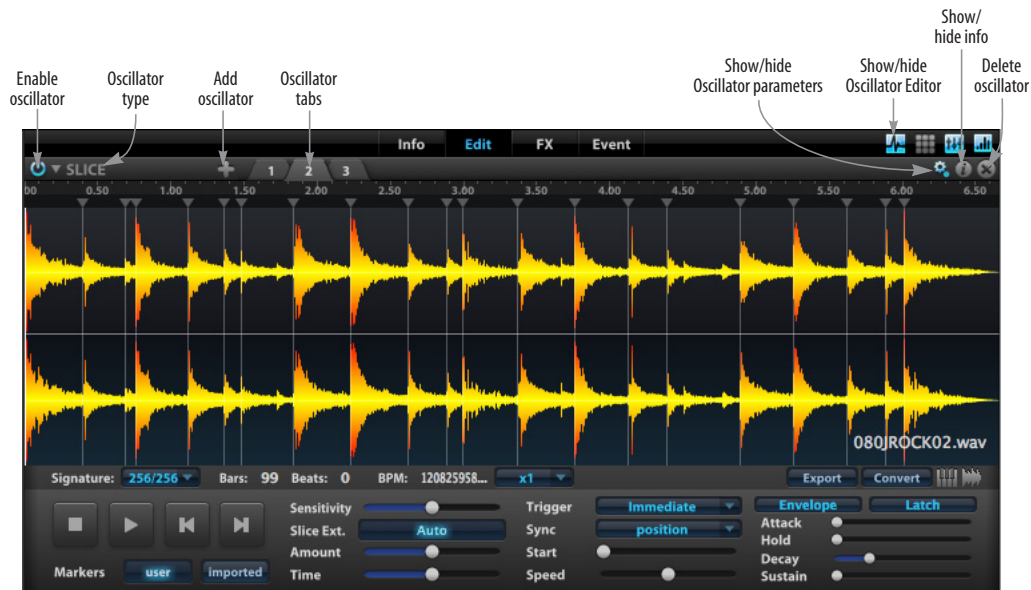 Show/
hide info
Enable
oscillator
Oscillator
type
Add
oscillator
Oscillator
tabs
Show/hide
Oscillator parameters
Show/hide
Oscillator Editor
Delete
oscillator
Info Edit FX Event
SLICE 1 2 3
00 0.50 1.00 1.50 2.00 2.50 3.00 3.50 4.00 4.50 5.00 5.50 6.00 6.50
080JROCK02.wav
Signature: 256/256 Bars: 99 Beats: 0 BPM: 120825958... x1 Export Convert
Sensitivity Trigger Immediate Envelope Latch
Slice Ext. Auto Sync position Attack
Hold
Amount Start Decay
Markers user imported Time Speed Sustain